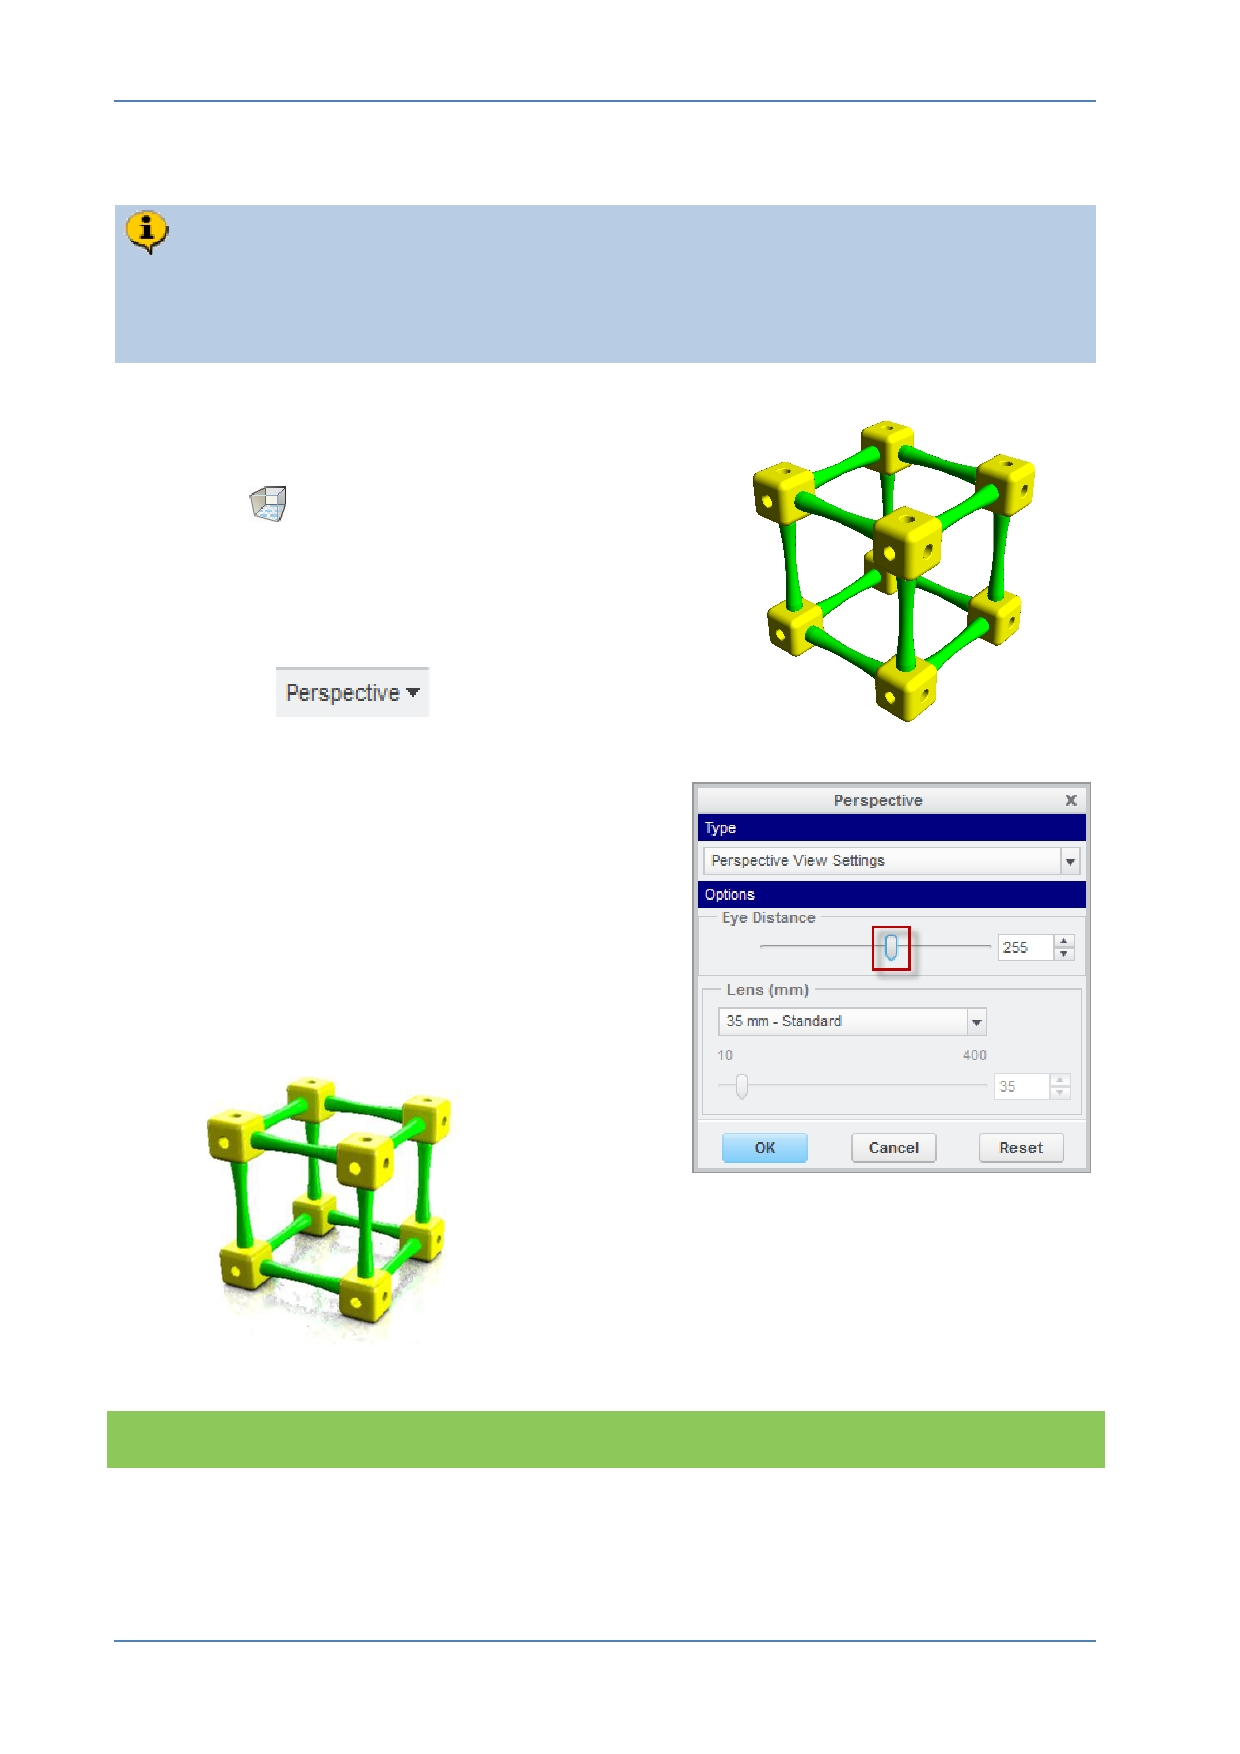 Perspective
Perspective
Type
Perspective View Settings
Options
Eye Distance
255
Lens (mm)
35 mm - Standard
10 400
35
OK Cancel Reset